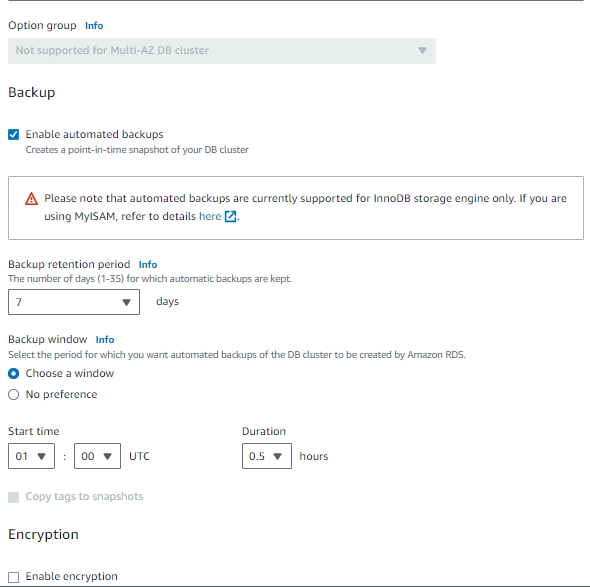 Option group Info
Not supported for Multi-AZ DB cluster
Backup
Enable automated backups
Creates a point-in-time snapshot of your DB cluster
Please note that automated backups are currently supported for InnoDB storage engine only. If you are
using MyISAM, refer to details here.
Backup retention period Info
The number of days (1-35) for which automatic backups are kept.
7 days
Backup window Info
Select the period for which you want automated backups of the DB cluster to be created by Amazon RDS.
Choose a window
No preference
Start time Duration
01 : 00 UTC 0.5 hours
Copy tags to snapshots
Encryption
Enable encryption